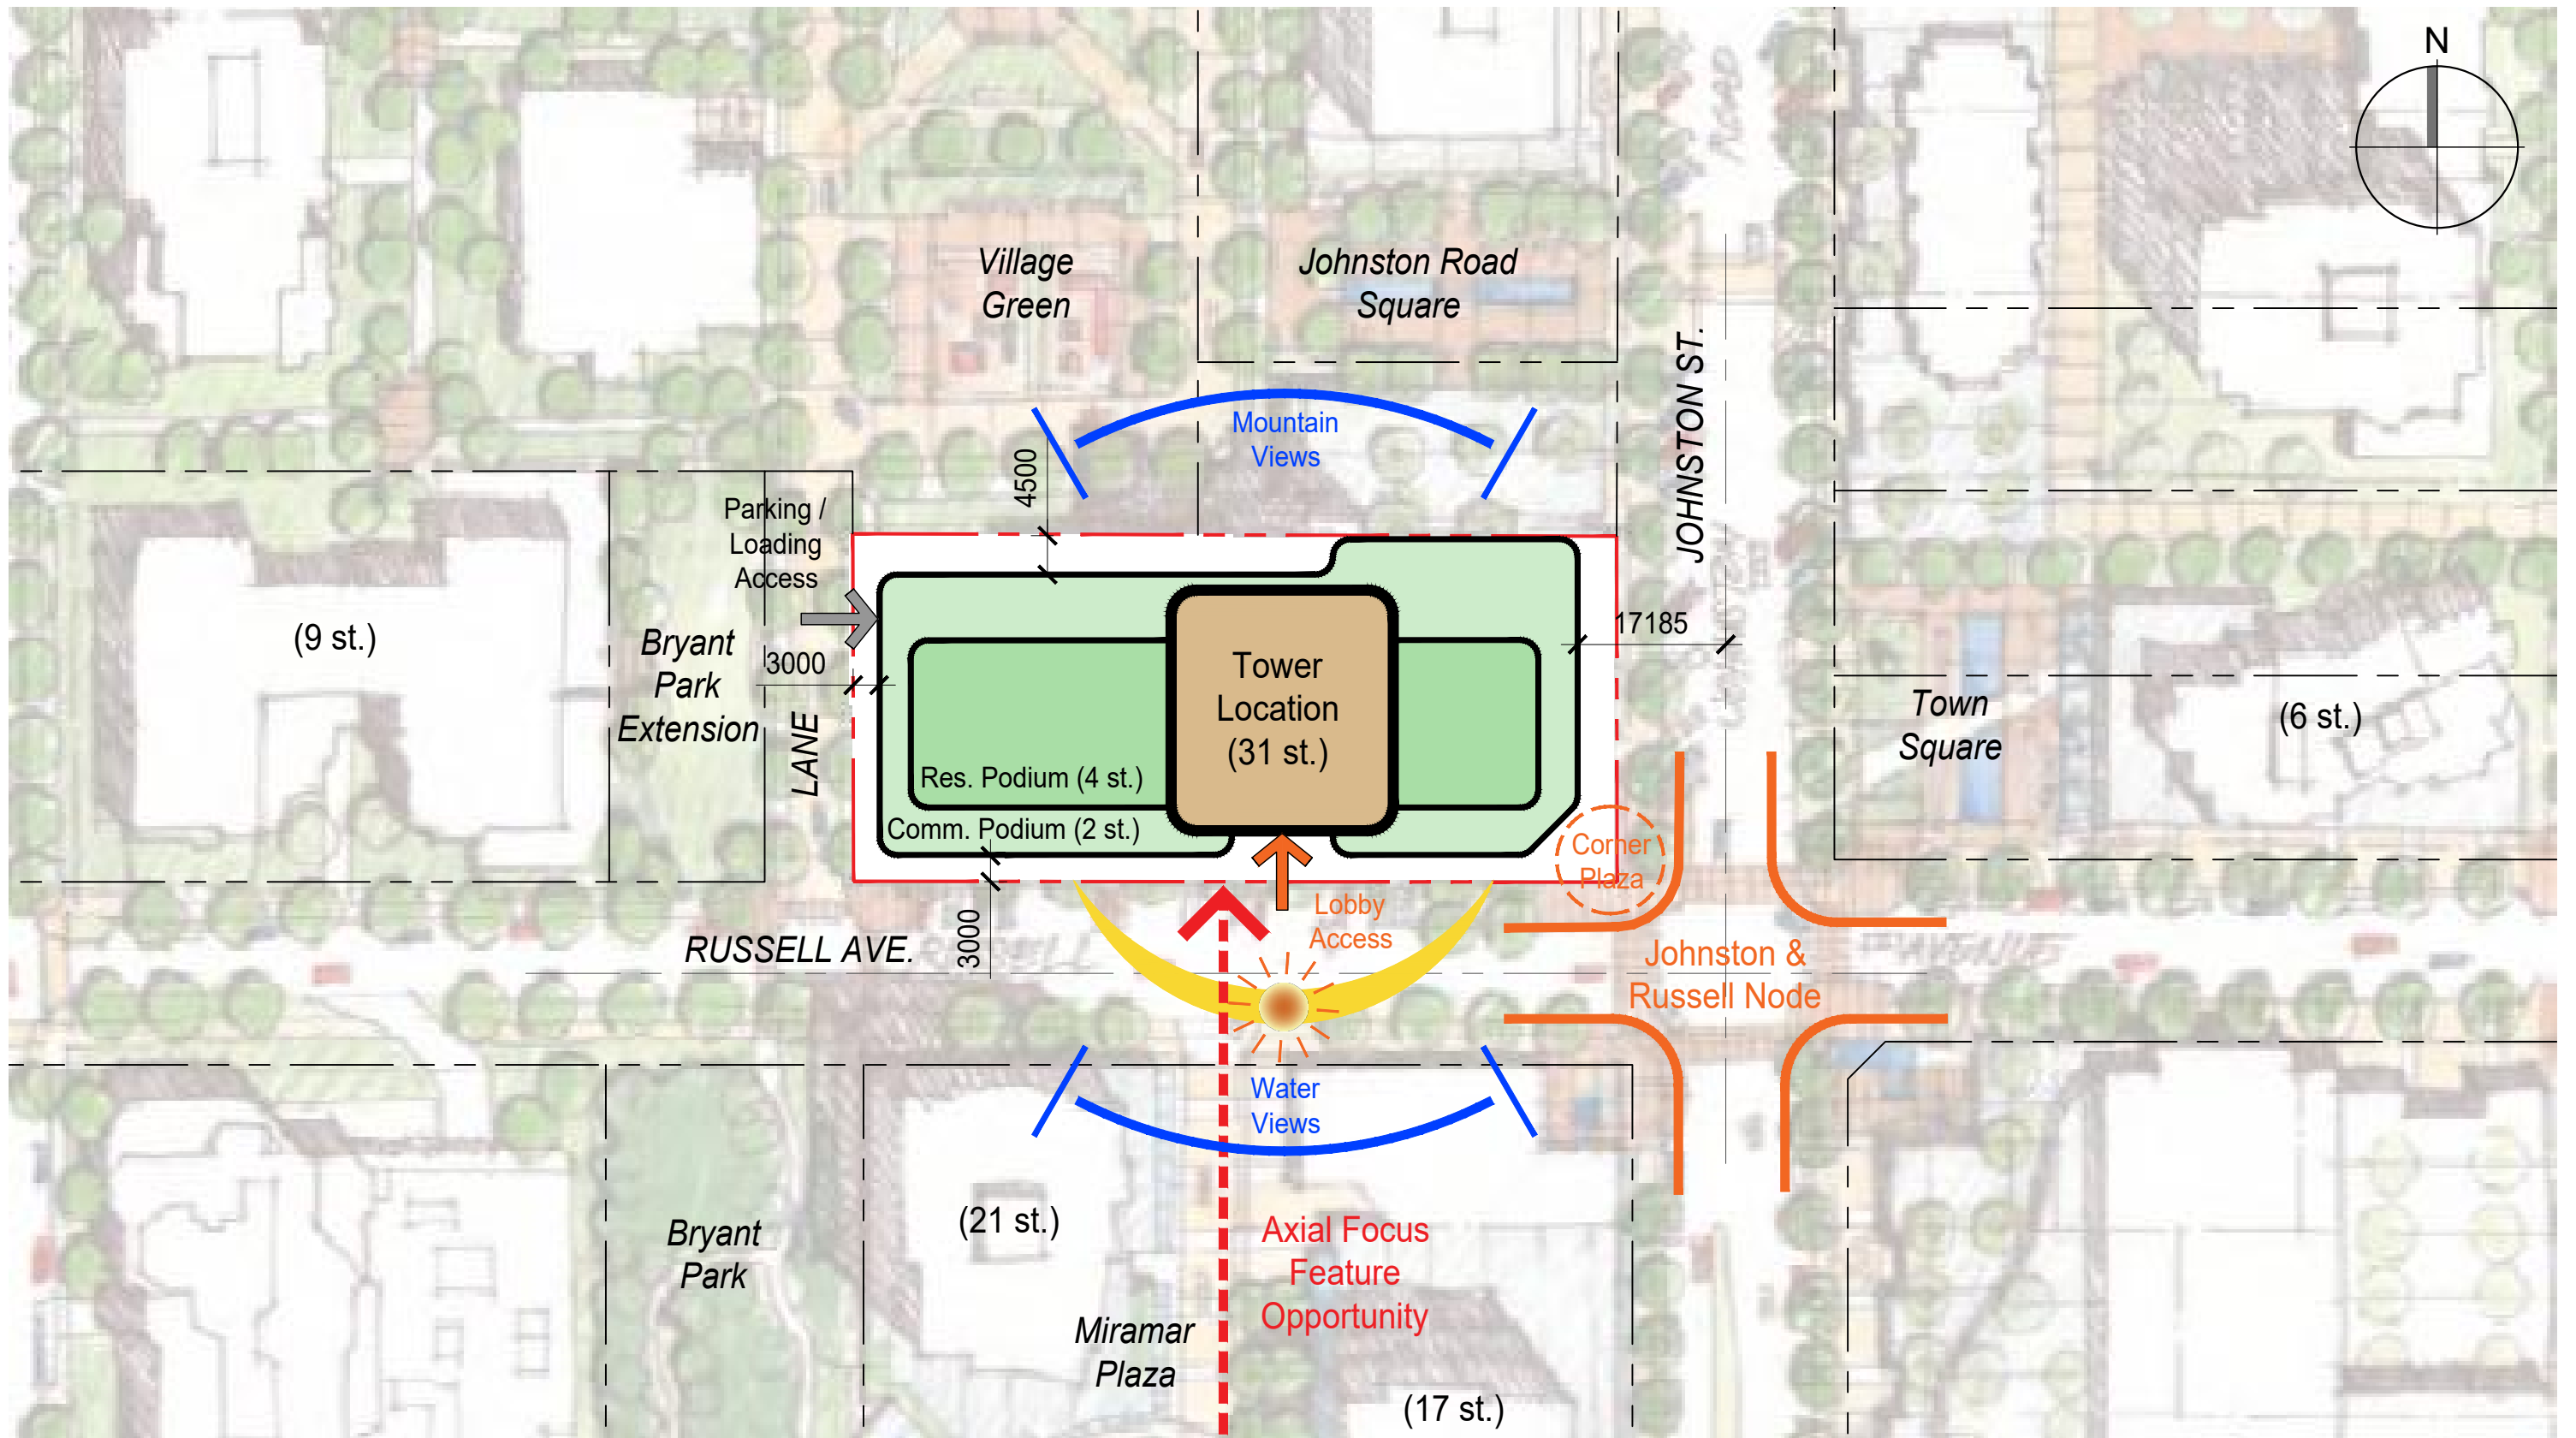 N
Village
Green
Johnston Road
Square
JOHNSTON ST.
Mountain
Views
4500
Parking /
Loading
Access
17185
(9 st.)
Bryant
Park
Extension
3000
LANE
Tower
Location
(31 st.)
Res. Podium (4 st.)
Comm. Podium (2 st.)
Town
Square
(6 st.)
Corner
Plaza
Lobby
Access
3000
RUSSELL AVE.
Johnston &
Russell Node
Water
Views
(21 st.)
Bryant
Park
Axial Focus
Feature
Opportunity
Miramar
Plaza
(17 st.)
ROAD
RUSSELL